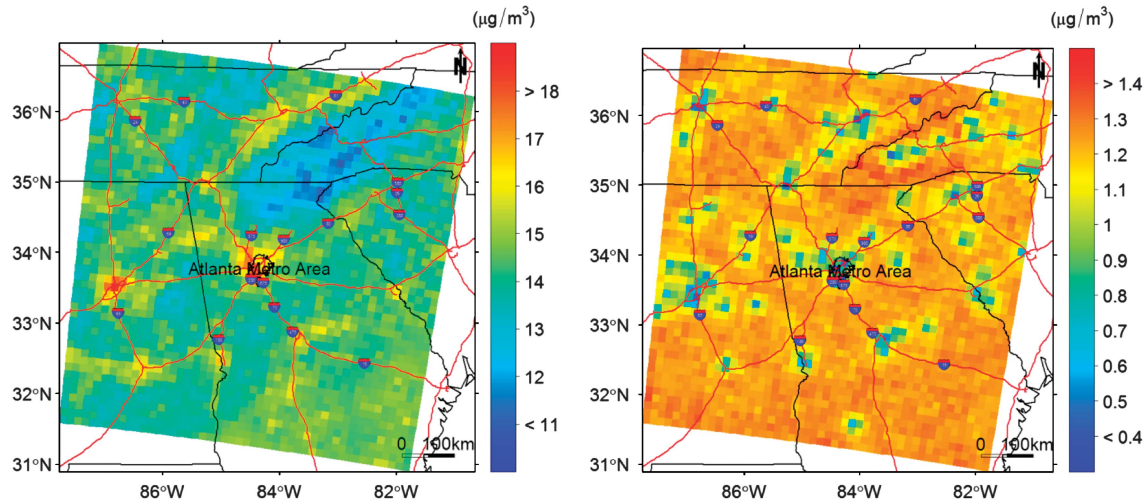 (μg/m³)
N
> 18
17
16
15
14
13
12
< 11
36°N
35°N
34°N
33°N
32°N
31°N
Atlanta Metro Area
0 100km
86°W
84°W
82°W
(μg/m³)
N
> 1.4
1.3
1.2
1.1
1.0
0.9
0.8
0.7
0.6
0.5
< 0.4
36°N
35°N
34°N
33°N
32°N
31°N
Atlanta Metro Area
0 100km
86°W
84°W
82°W